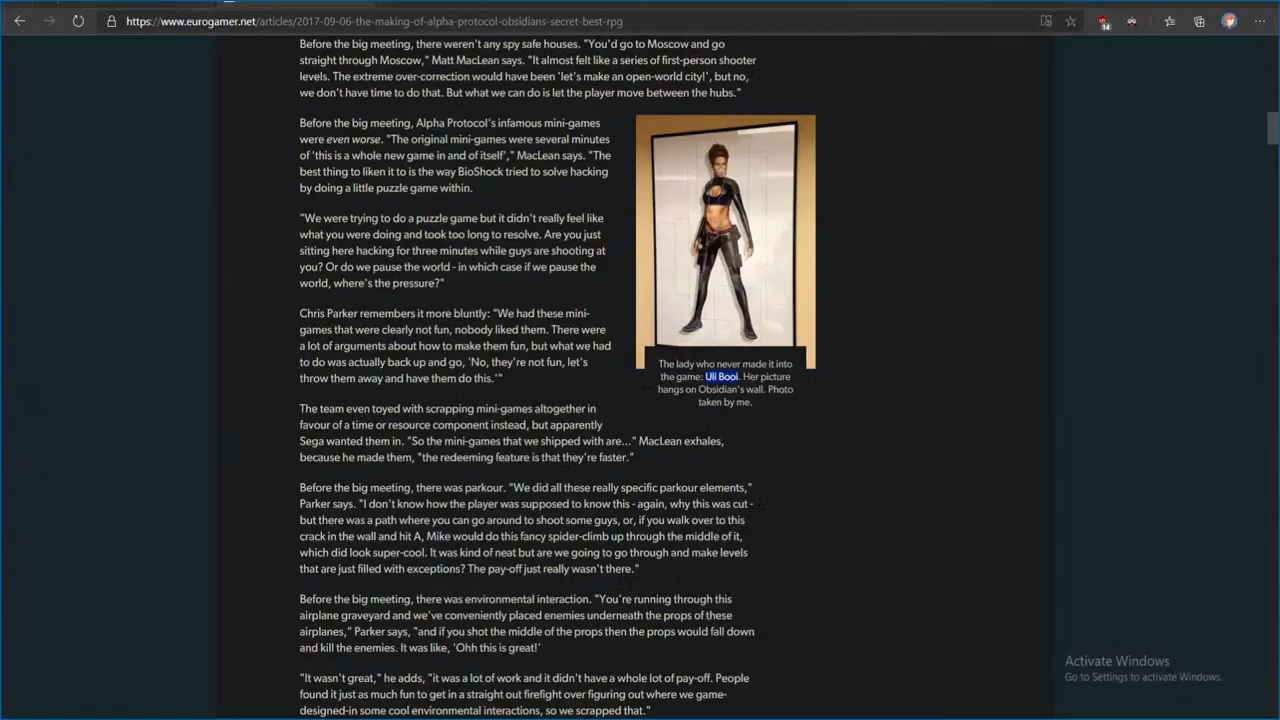 https://www.eurogamer.net/articles/2017-09-06-the-making-of-alpha-protocol-obsidians-secret-best-rpg
14
Before the big meeting, there weren't any spy safe houses. "You'd go to Moscow and go
straight through Moscow," Matt MacLean says. "It almost felt like a series of first-person shooter
levels. The extreme over-correction would have been 'let's make an open-world city!', but no,
we don't have time to do that. But what we can do is let the player move between the hubs."
Before the big meeting, Alpha Protocol's infamous mini-games
were even worse. "The original mini-games were several minutes
of 'this is a whole new game in and of itself'," MacLean says. "The
best thing to liken it to is the way BioShock tried to solve hacking
by doing a little puzzle game within.
"We were trying to do a puzzle game but it didn't really feel like
what you were doing and took too long to resolve. Are you just
sitting here hacking for three minutes while guys are shooting at
you? Or do we pause the world - in which case if we pause the
world, where's the pressure?"
Chris Parker remembers it more bluntly: "We had these mini-
games that were clearly not fun, nobody liked them. There were
a lot of arguments about how to make them fun, but what we had
to do was actually back up and go, 'No, they're not fun, let's
throw them away and have them do this.'"
The lady who never made it into
the game: Uli Booi. Her picture
hangs on Obsidian's wall. Photo
taken by me.
The team even toyed with scrapping mini-games altogether in
favour of a time or resource component instead, but apparently
Sega wanted them in. "So the mini-games that we shipped with are..." MacLean exhales,
because he made them, "the redeeming feature is that they're faster."
Before the big meeting, there was parkour. "We did all these really specific parkour elements,"
Parker says. "I don't know how the player was supposed to know this - again, why this was cut -
but there was a path where you can go around to shoot some guys, or, if you walk over to this
crack in the wall and hit A, Mike would do this fancy spider-climb up through the middle of it,
which did look super-cool. It was kind of neat but are we going to go through and make levels
that are just filled with exceptions? The pay-off just really wasn't there."
Before the big meeting, there was environmental interaction. "You're running through this
airplane graveyard and we've conveniently placed enemies underneath the props of these
airplanes," Parker says, "and if you shot the middle of the props then the props would fall down
and kill the enemies. It was like, 'Ohh this is great!'
"It wasn't great," he adds, "it was a lot of work and it didn't have a whole lot of pay-off. People
found it just as much fun to get in a straight out firefight over figuring out where we game-
designed-in some cool environmental interactions, so we scrapped that."
Activate Windows
Go to Settings to activate Windows.